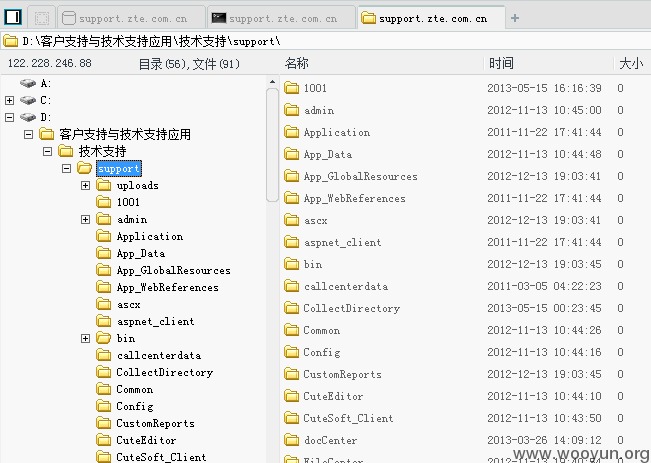 support.zte.com.cn
support.zte.com.cn
support.zte.com.cn
D:\客户支持与技术支持应用\技术支持\support\
122.228.246.88 目录(56),文件(91)
名称 时间 大小
A:
C:
D:
客户支持与技术支持应用
技术支持
support
uploads
1001
admin
Application
App_Data
App_GlobalResources
App_WebReferences
ascx
aspnet_client
bin
callcenterdata
CollectDirectory
Common
Config
CustomReports
CuteEditor
CuteSoft_Client
1001 2013-05-15 16:16:39 0
admin 2012-11-13 10:45:00 0
Application 2011-11-22 17:41:44 0
App_Data 2012-11-13 10:44:48 0
App_GlobalResources 2012-12-13 19:03:41 0
App_WebReferences 2011-11-22 17:41:44 0
ascx 2012-12-13 19:03:41 0
aspnet_client 2011-11-22 17:41:44 0
bin 2012-12-13 19:03:45 0
callcenterdata 2011-03-05 04:22:23 0
CollectDirectory 2013-05-15 00:23:45 0
Common 2012-11-13 10:44:26 0
Config 2012-11-13 10:44:16 0
CustomReports 2012-12-13 19:03:45 0
CuteEditor 2012-11-13 10:44:10 0
CuteSoft_Client 2012-11-13 10:43:50 0
docCenter 2013-03-26 14:09:12 0
FileCenter
www.wooyun.org